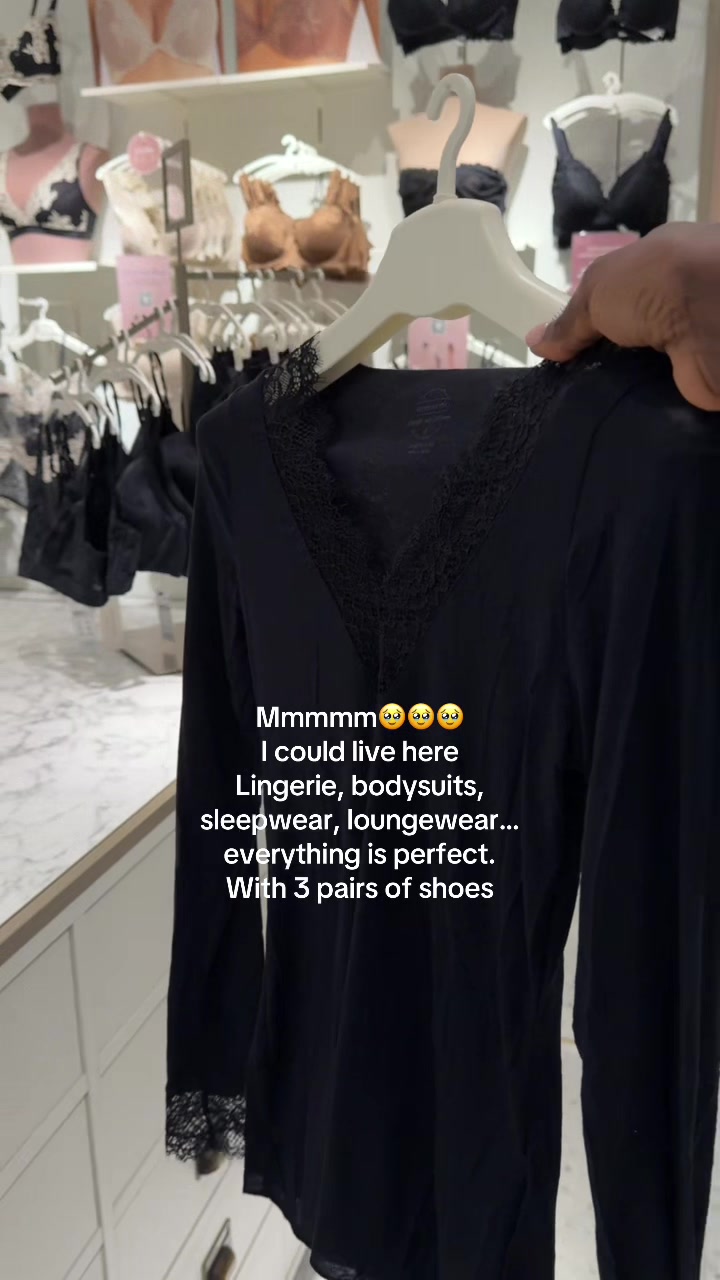 Mmmmm🥹🥹🥹
I could live here
Lingerie, bodysuits,
sleepwear, loungewear...
everything is perfect.
With 3 pairs of shoes